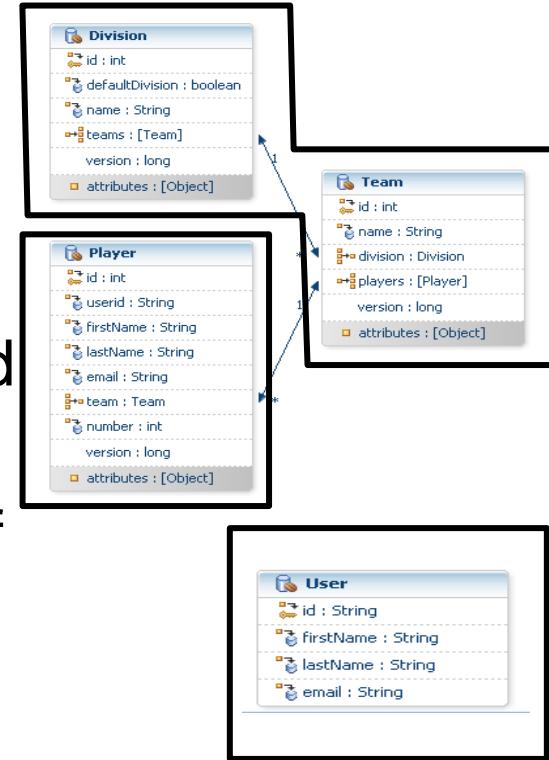 Division
id : int
defaultDivision : boolean
name : String
teams : [Team]
version : long
attributes : [Object]
1
*
Team
id : int
name : String
division : Division
players : [Player]
version : long
attributes : [Object]
1
*
Player
id : int
userid : String
firstName : String
lastName : String
email : String
team : Team
number : int
version : long
attributes : [Object]
d
User
id : String
firstName : String
lastName : String
email : String